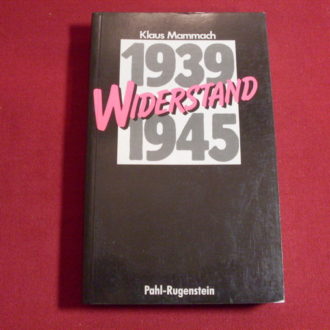 Klaus Mammach
1939
WIDERSTAND
1945
Pahl-Rugenstein